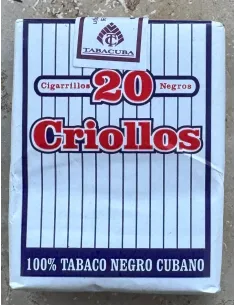 TABACUBA
Cigarrillos 20 Negros
Criollos
100% TABACO NEGRO CUBANO